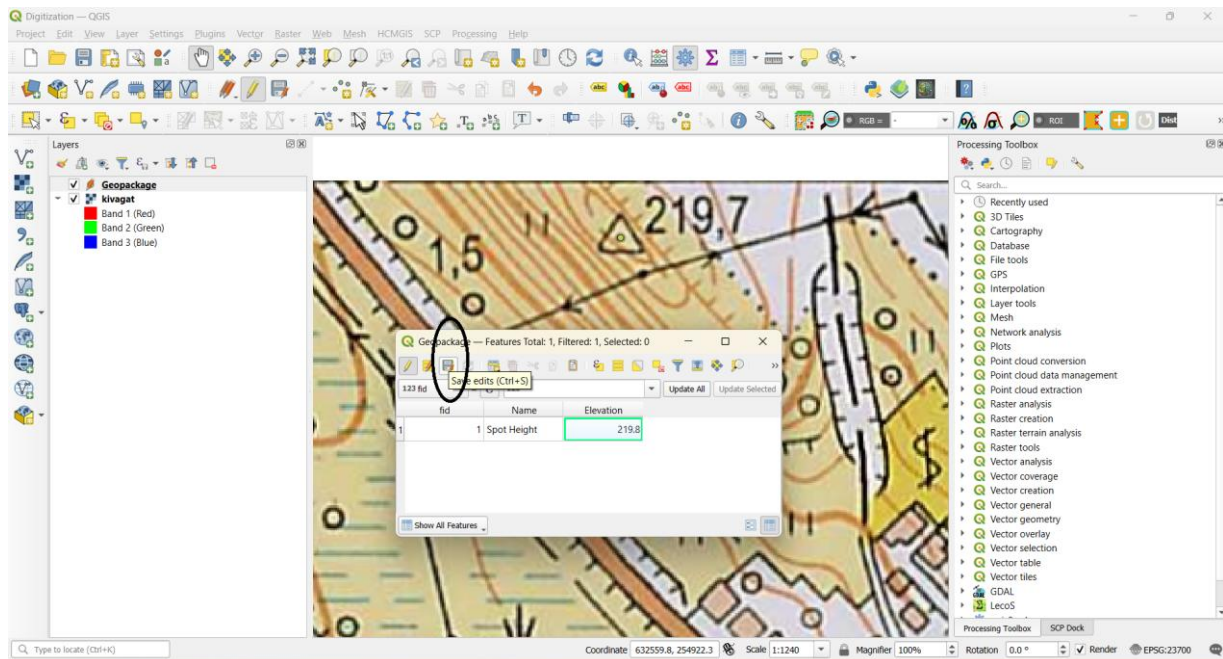 Digitization — QGIS
Project Edit View Layer Settings Plugins Vector Raster Web Mesh HCMGIS SCP Processing Help
abc abc abc
RGB = -
ROI
Dist
Layers
Geopackage
kivagat
Band 1 (Red)
Band 2 (Green)
Band 3 (Blue)
219,7
1,5
Geopackage — Features Total: 1, Filtered: 1, Selected: 0
Save edits (Ctrl+S)
123 fid
Update All Update Selected
fid Name Elevation
1 1 Spot Height 219.8
Show All Features
Processing Toolbox
Search...
Recently used
3D Tiles
Cartography
Database
File tools
GPS
Interpolation
Layer tools
Mesh
Network analysis
Plots
Point cloud conversion
Point cloud data management
Point cloud extraction
Raster analysis
Raster creation
Raster terrain analysis
Raster tools
Vector analysis
Vector coverage
Vector creation
Vector general
Vector geometry
Vector overlay
Vector selection
Vector table
Vector tiles
GDAL
LecoS
Processing Toolbox SCP Dock
Type to locate (Ctrl+K) Coordinate 632559.8, 254922.3 Scale 1:1240 Magnifier 100% Rotation 0.0 ° Render EPSG:23700